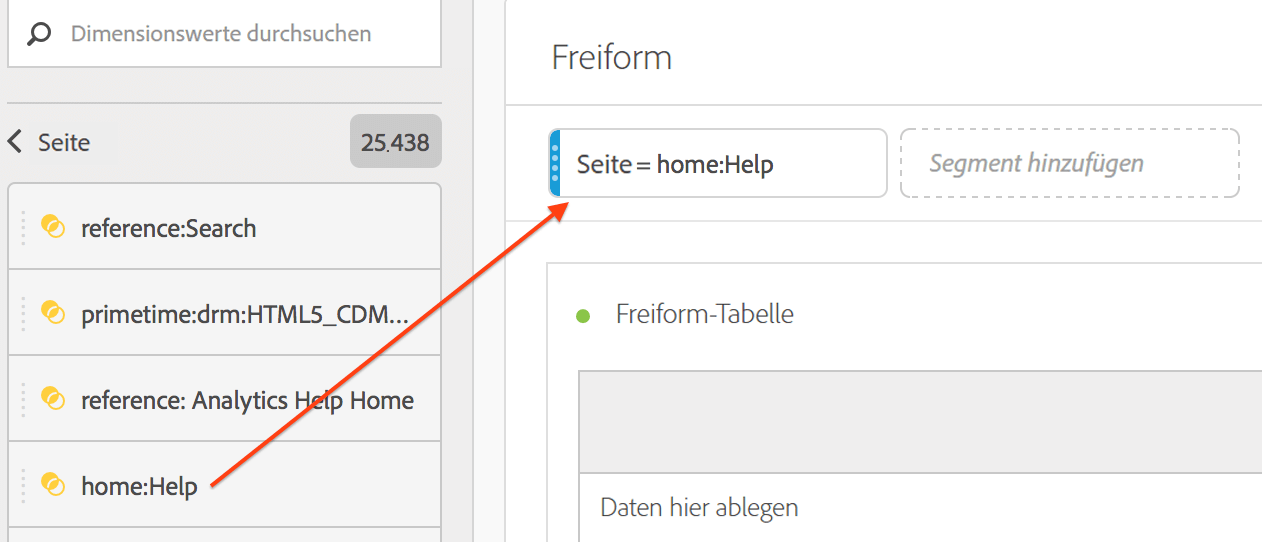 Dimensionswerte durchsuchen
Seite
25.438
reference:Search
primetime:drm:HTML5_CDM...
reference: Analytics Help Home
home:Help
Freiform
Seite = home:Help
Segment hinzufügen
Freiform-Tabelle
Daten hier ablegen